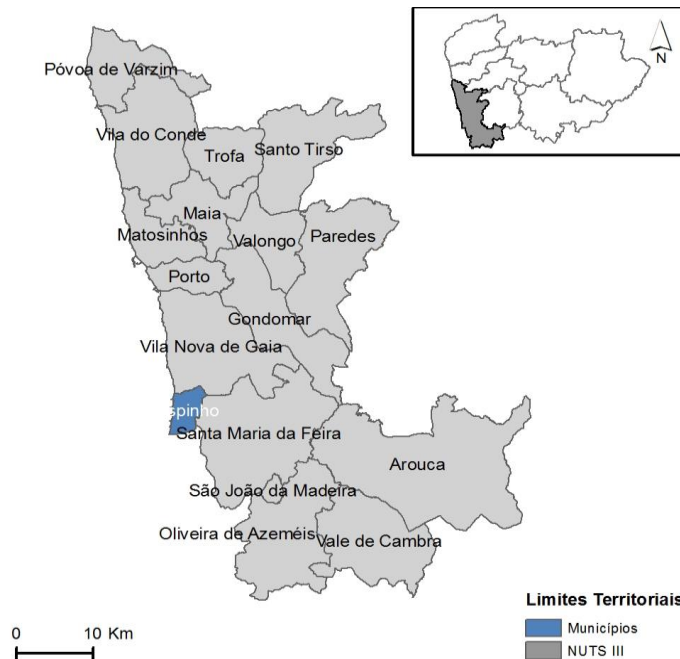 N
Póvoa de Varzim
Vila do Conde
Trofa
Santo Tirso
Maia
Matosinhos
Valongo
Paredes
Porto
Gondomar
Vila Nova de Gaia
spinho
Santa Maria da Feira
Arouca
São João da Madeira
Oliveira de Azeméis
Vale de Cambra
Limites Territoriais
0 10 Km
Municípios
NUTS III